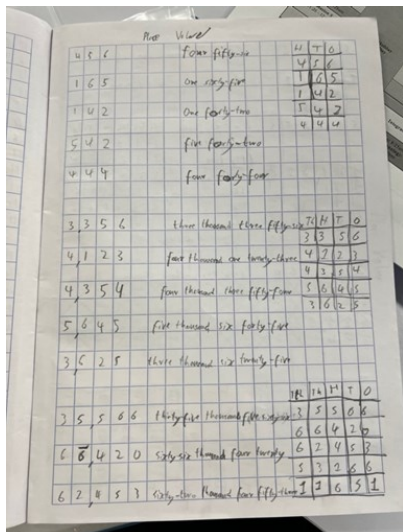 Place Value
4 5 6 four fifty-six H T O
4 5 6
1 6 5 one sixty-five 1 6 5
1 4 2
1 4 2 one forty-two 5 4 2
4 4 4
5 4 2 five forty-two
4 4 4 four forty-four
3,3 5 6 three thousand three fifty-six Th H T O
3 3 5 6
4,1 2 3 four thousand one twenty-three 4 2 3
4 3 5 4
4,3 5 4 four thousand three fifty-four 5 6 4 5
3 6 2 5
5,6 4 5 five thousand six forty-five
3,6 2 5 three thousand six twenty-five
Th H T O
3 5,5 6 6 thirty-five thousand five 3 5 5 6
6 6 4 2 0
6 6,4 2 0 sixty-six thousand four twenty 6 2 4 5 3
5 3 2 6 6
6 2,4 5 3 sixty-two thousand four fifty-three 1 1 6 5 1